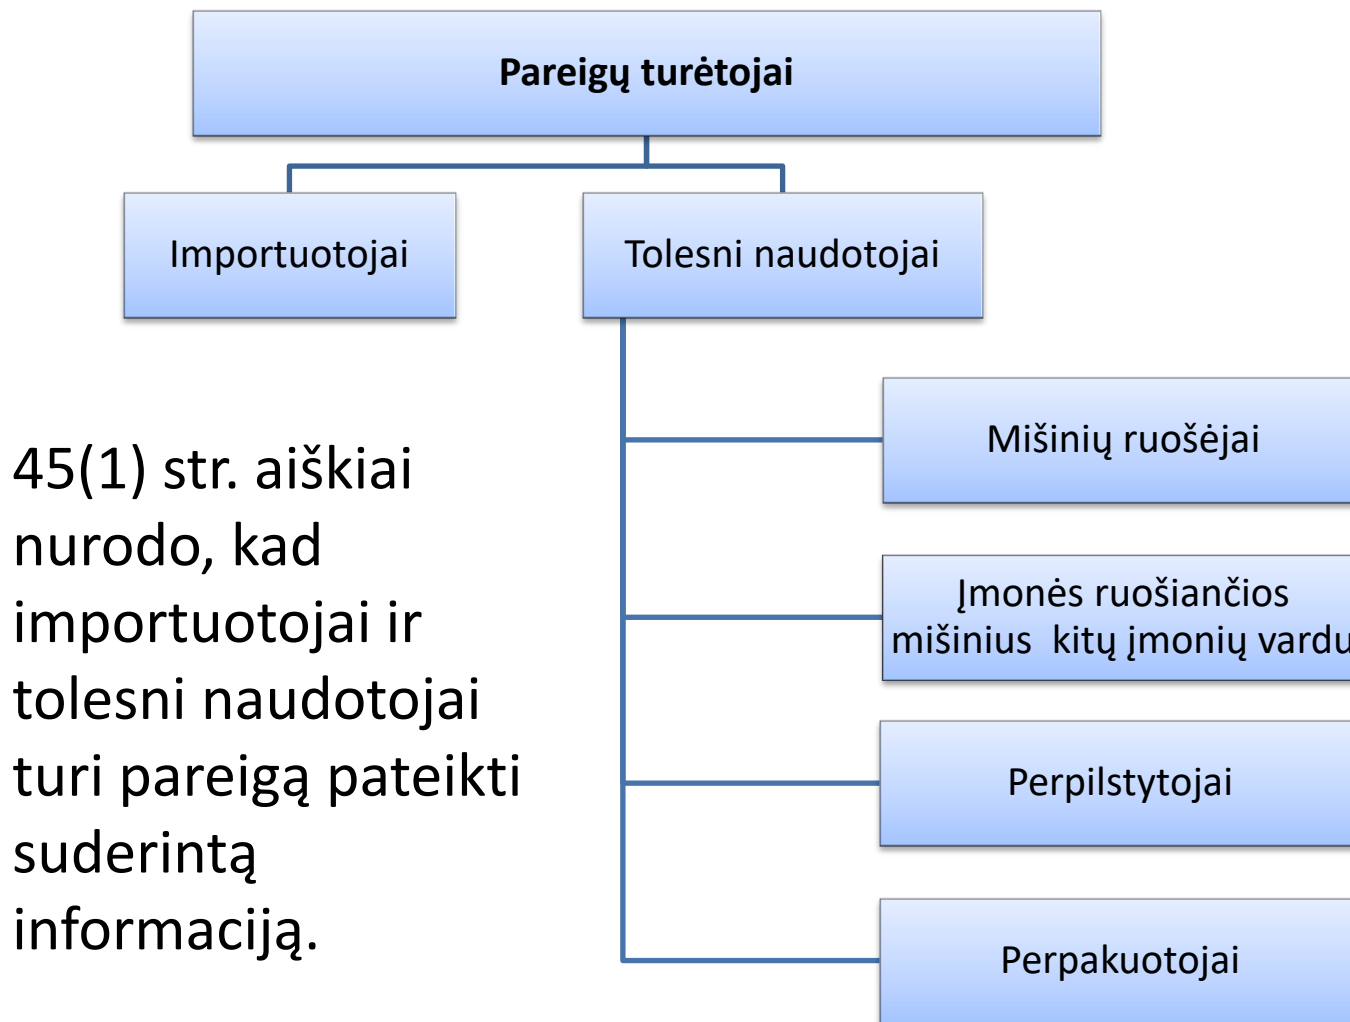 Pareigų turėtojai
Importuotojai
Tolesni naudotojai
Mišinių ruošėjai
Įmonės ruošiančios
mišinius kitų įmonių vardu
Perpilstytojai
Perpakuotojai
45(1) str. aiškiai
nurodo, kad
importuotojai ir
tolesni naudotojai
turi pareigą pateikti
suderintą
informaciją.